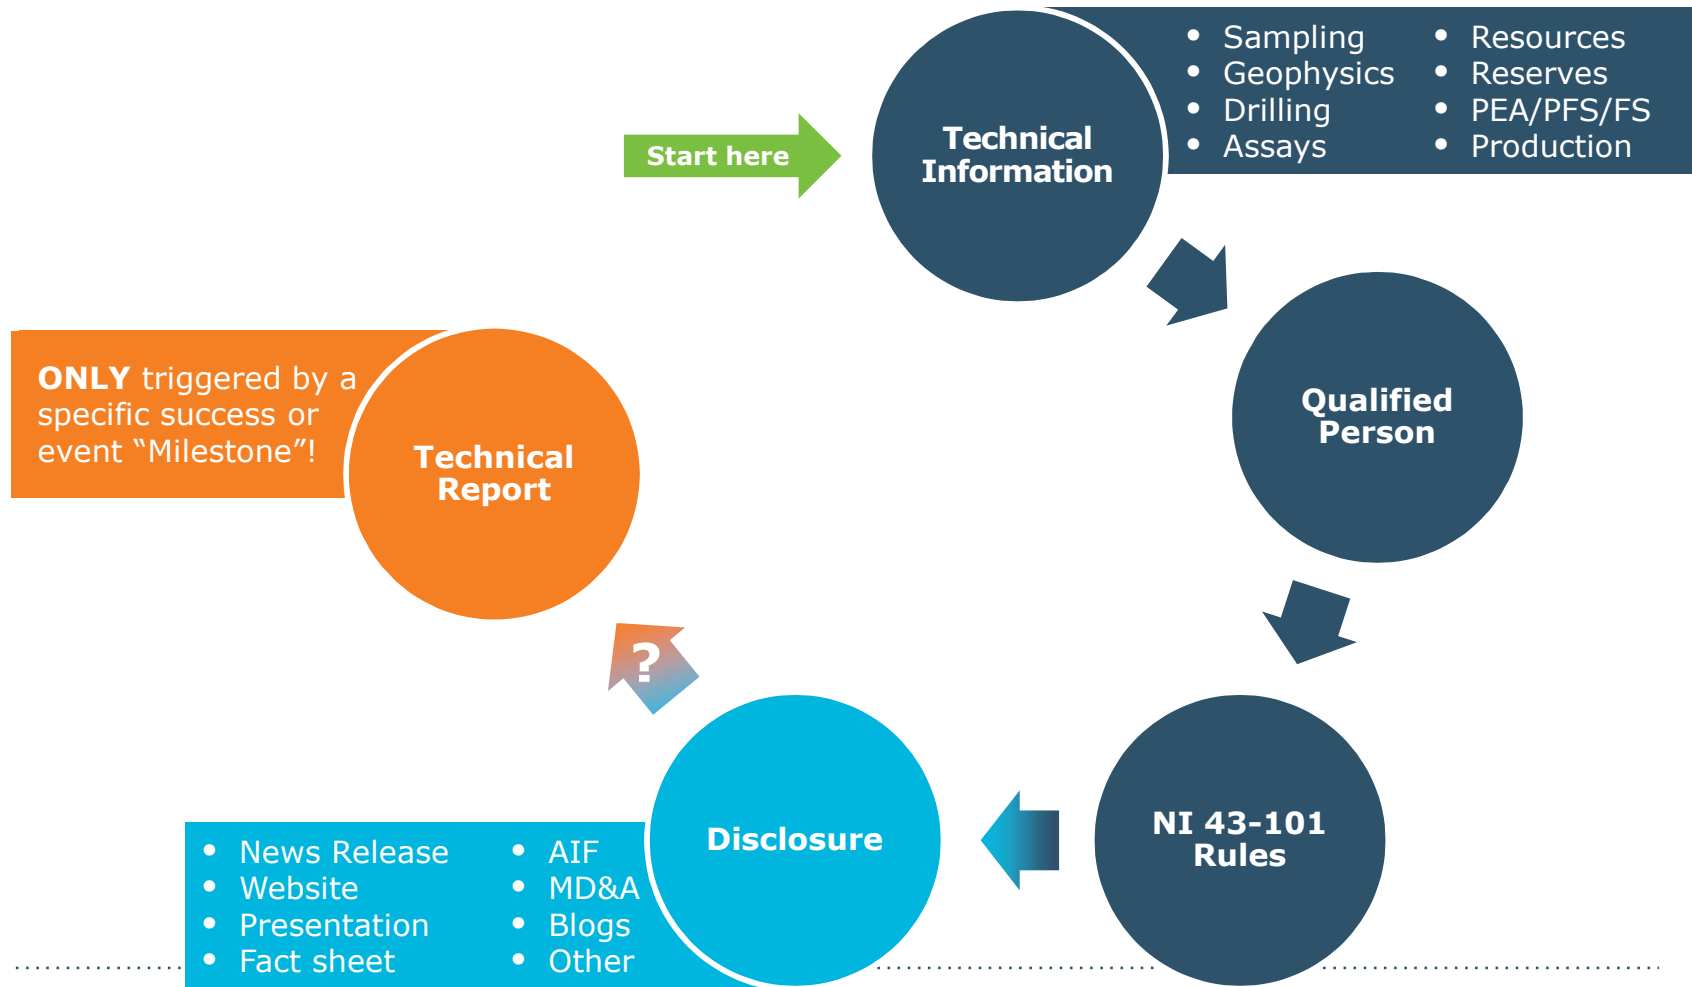 Start here
Technical
Information
• Sampling
• Geophysics
• Drilling
• Assays
• Resources
• Reserves
• PEA/PFS/FS
• Production
Qualified
Person
NI 43-101
Rules
Disclosure
• News Release
• Website
• Presentation
• Fact sheet
• AIF
• MD&A
• Blogs
• Other
?
Technical
Report
ONLY triggered by a
specific success or
event “Milestone”!